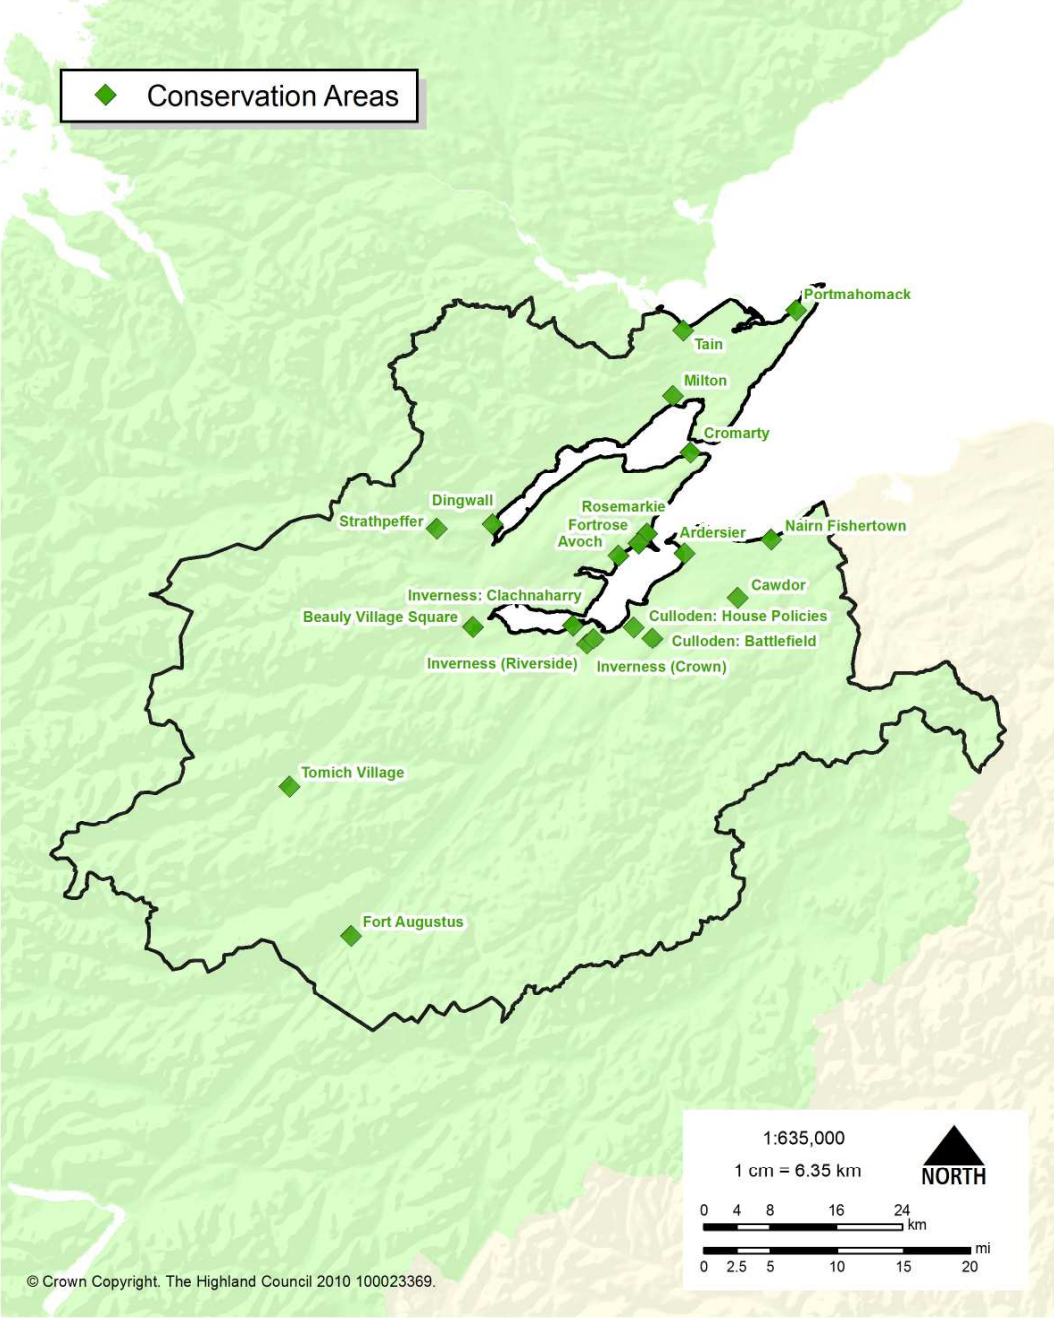 Conservation Areas
Portmahomack
Tain
Milton
Cromarty
Dingwall
Strathpeffer
Rosemarkie
Fortrose
Avoch
Ardersier
Nairn Fishertown
Cawdor
Inverness: Clachnaharry
Beauly Village Square
Culloden: House Policies
Culloden: Battlefield
Inverness (Riverside)
Inverness (Crown)
Tomich Village
Fort Augustus
1:635,000
1 cm = 6.35 km
NORTH
0 4 8 16 24
km
mi
0 2.5 5 10 15 20
© Crown Copyright. The Highland Council 2010 100023369.